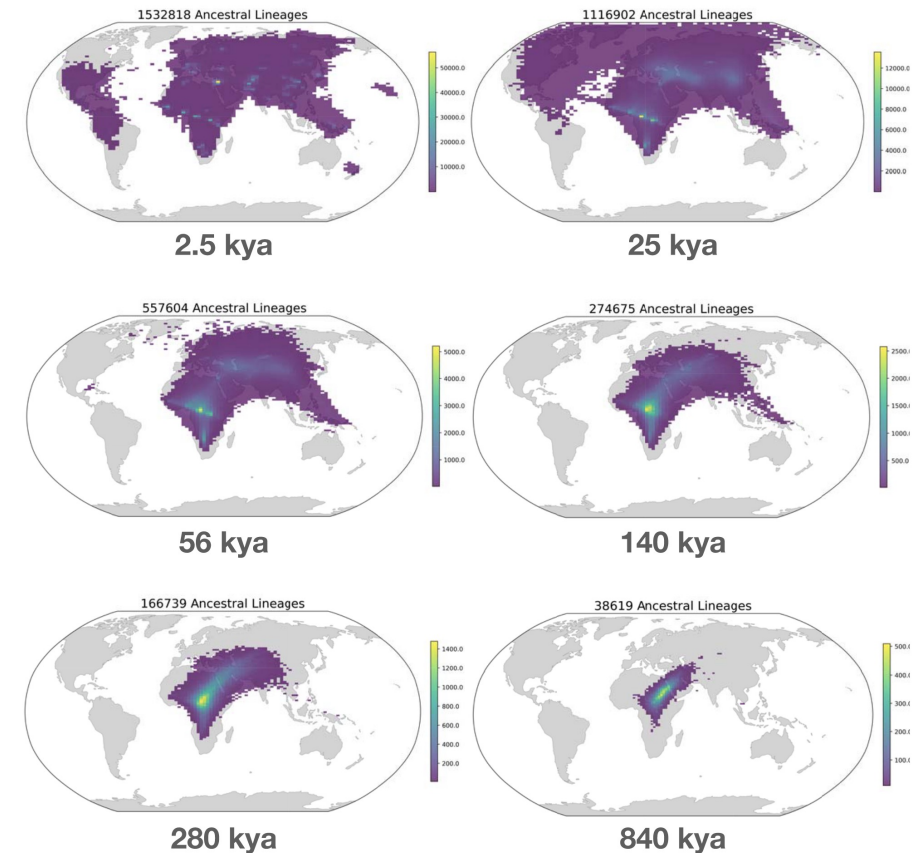 1532818 Ancestral Lineages
50000.0
40000.0
30000.0
20000.0
10000.0
2.5 kya
1116902 Ancestral Lineages
12000.0
10000.0
8000.0
6000.0
4000.0
2000.0
25 kya
557604 Ancestral Lineages
5000.0
4000.0
3000.0
2000.0
1000.0
56 kya
274675 Ancestral Lineages
2500.0
2000.0
1500.0
1000.0
500.0
140 kya
166739 Ancestral Lineages
1400.0
1200.0
1000.0
800.0
600.0
400.0
200.0
280 kya
38619 Ancestral Lineages
500.0
400.0
300.0
200.0
100.0
840 kya